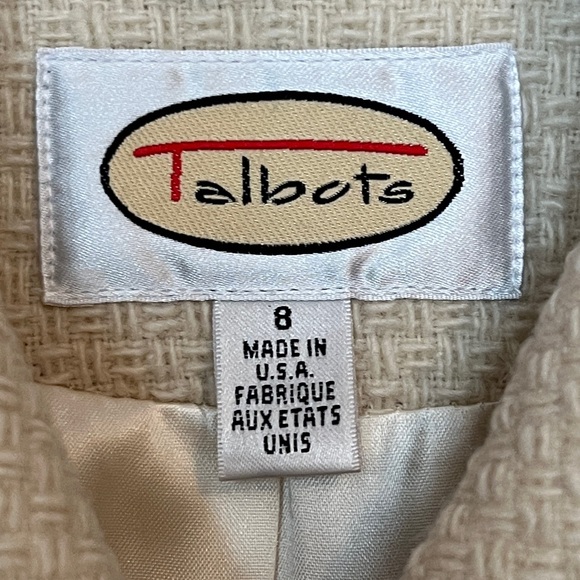 Talbots
8
MADE IN
U.S.A.
FABRIQUE
AUX ETATS
UNIS